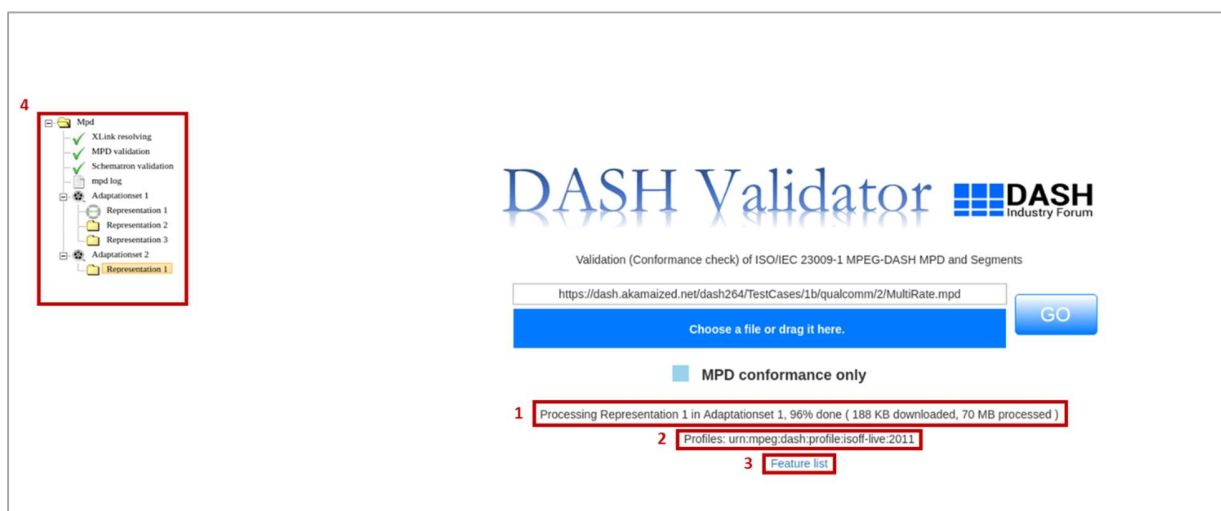 4
Mpd
XLink resolving
MPD validation
Schematron validation
mpd log
Adaptationset 1
Representation 1
Representation 2
Representation 3
Adaptationset 2
Representation 1
DASH Validator
DASH
Industry Forum
Validation (Conformance check) of ISO/IEC 23009-1 MPEG-DASH MPD and Segments
https://dash.akamaized.net/dash264/TestCases/1b/qualcomm/2/MultiRate.mpd
GO
Choose a file or drag it here.
MPD conformance only
1 Processing Representation 1 in Adaptationset 1, 96% done ( 188 KB downloaded, 70 MB processed )
2 Profiles: urn:mpeg:dash:profile:isoff-live:2011
3 Feature list